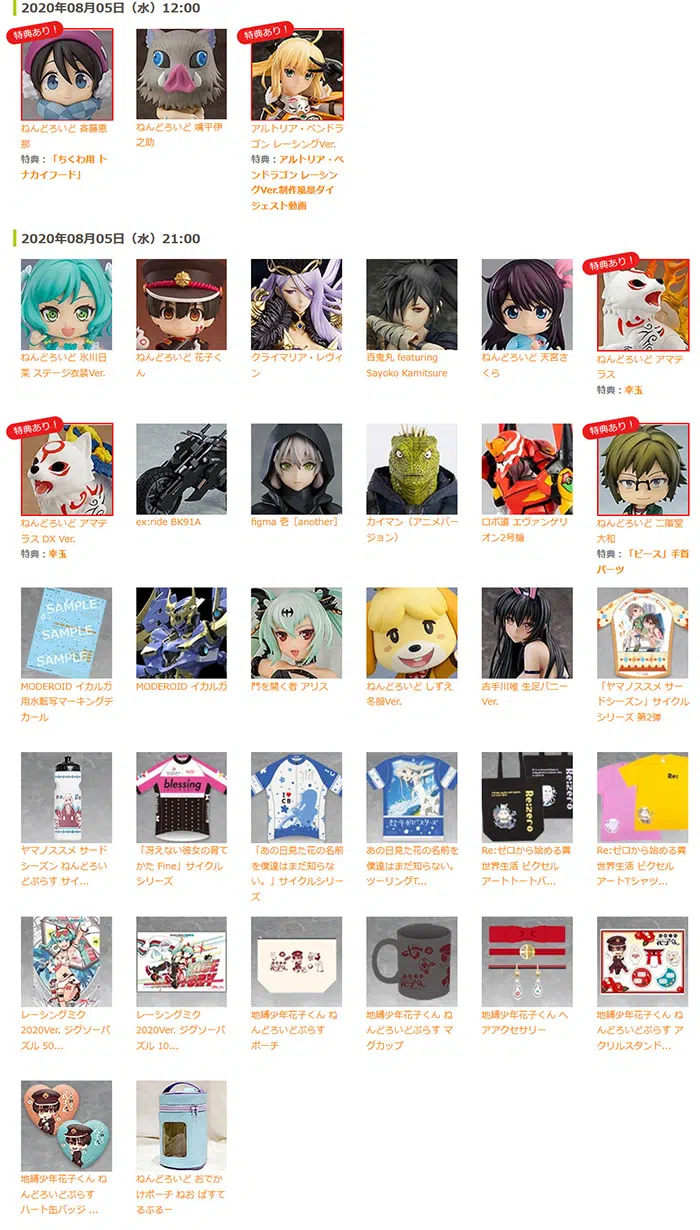 2020年08月05日（水）12:00
特典あり！
ねんどろいど 斉藤恵
那
特典：「ちくわ用 ト
ナカイフード」
ねんどろいど 嘴平伊
之助
特典あり！
アルトリア・ペンドラ
ゴン レーシングVer.
特典：アルトリア・ペ
ンドラゴン レーシン
グVer.制作風景ダイ
ジェスト動画
2020年08月05日（水）21:00
ねんどろいど 氷川日
菜 ステージ衣装Ver.
ねんどろいど 花子く
ん
クライマリア・レヴィ
ン
百鬼丸 featuring
Sayoko Kamitsure
ねんどろいど 天宮さ
くら
特典あり！
ねんどろいど アマテ
ラス
特典：幸玉
特典あり！
ねんどろいど アマテ
ラス DX Ver.
特典：幸玉
ex:ride BK91A
figma 壱［another］
カイマン（アニメバー
ジョン）
ロボ道 エヴァンゲリ
オン2号機
特典あり！
ねんどろいど 二階堂
大和
特典：「ピース」手首
パーツ
SAMPLE
SAMPLE
SAMPLE
MODEROID イカルガ
用水転写マーキングデ
カール
MODEROID イカルガ
門を開く者 アリス
ねんどろいど しずえ
冬服Ver.
古手川唯 生足バニー
Ver.
「ヤマノススメ サー
ドシーズン」サイクル
シリーズ 第2弾
ヤマノススメ サード
シーズン ねんどろい
どぷらす サイ...
blessing
「冴えない彼女の育て
かた Fine」サイクル
シリーズ
「あの日見た花の名前
を僕達はまだ知らな
い。」サイクルシリー
ズ
あの日見た花の名前を
僕達はまだ知らない。
ツーリングT...
Re:zero
Re:ゼロから始める異
世界生活 ピクセル
アートトートバ...
Re:
Re:ゼロから始める異
世界生活 ピクセル
アートTシャツ...
レーシングミク
2020Ver. ジグソーパ
ズル 50...
レーシングミク
2020Ver. ジグソーパ
ズル 10...
地縛少年花子くん ね
んどろいどぷらす
ポーチ
地縛少年花子くん ね
んどろいどぷらす マ
グカップ
地縛少年花子くん ヘ
アアクセサリー
地縛少年花子くん ね
んどろいどぷらす ア
クリルスタンド...
地縛少年花子くん ね
んどろいどぷらす
ハート缶バッジ ...
ねんどろいど おでか
けポーチ ねお ぱすて
るぶるー